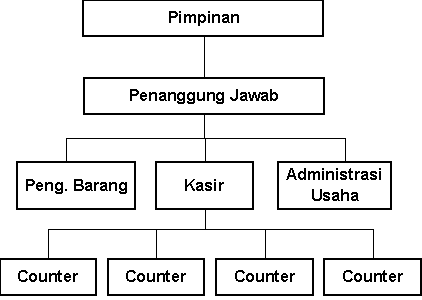 Pimpinan
Penanggung Jawab
Peng. Barang
Kasir
Administrasi
Usaha
Counter
Counter
Counter
Counter